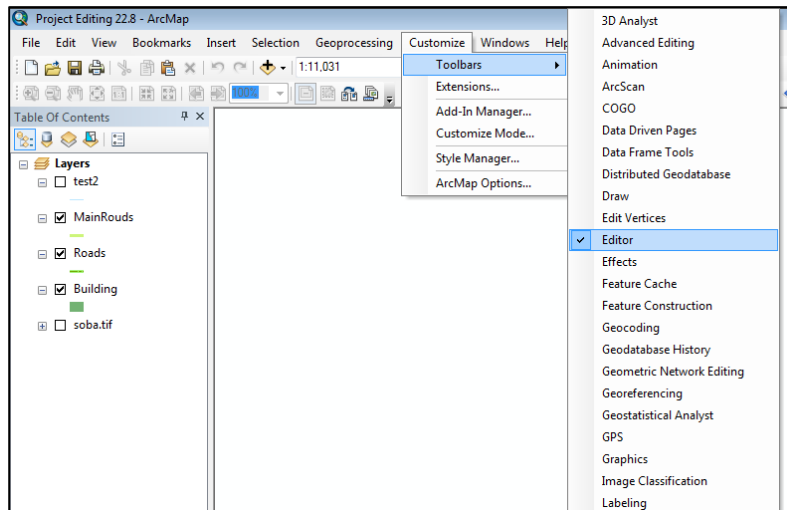 Project Editing 22.8 - ArcMap
File Edit View Bookmarks Insert Selection Geoprocessing Customize Windows Help
1:11,031
100%
Table Of Contents
Layers
test2
MainRouds
Roads
Building
soba.tif
Toolbars
Extensions...
Add-In Manager...
Customize Mode...
Style Manager...
ArcMap Options...
3D Analyst
Advanced Editing
Animation
ArcScan
COGO
Data Driven Pages
Data Frame Tools
Distributed Geodatabase
Draw
Edit Vertices
Editor
Effects
Feature Cache
Feature Construction
Geocoding
Geodatabase History
Geometric Network Editing
Georeferencing
Geostatistical Analyst
GPS
Graphics
Image Classification
Labeling